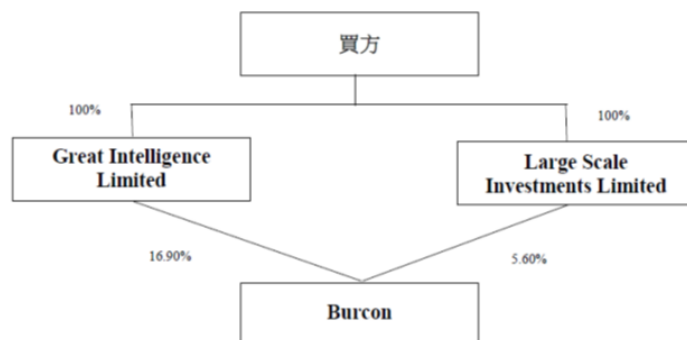 買方
100%
100%
Great Intelligence
Limited
Large Scale
Investments Limited
16.90%
5.60%
Burcon